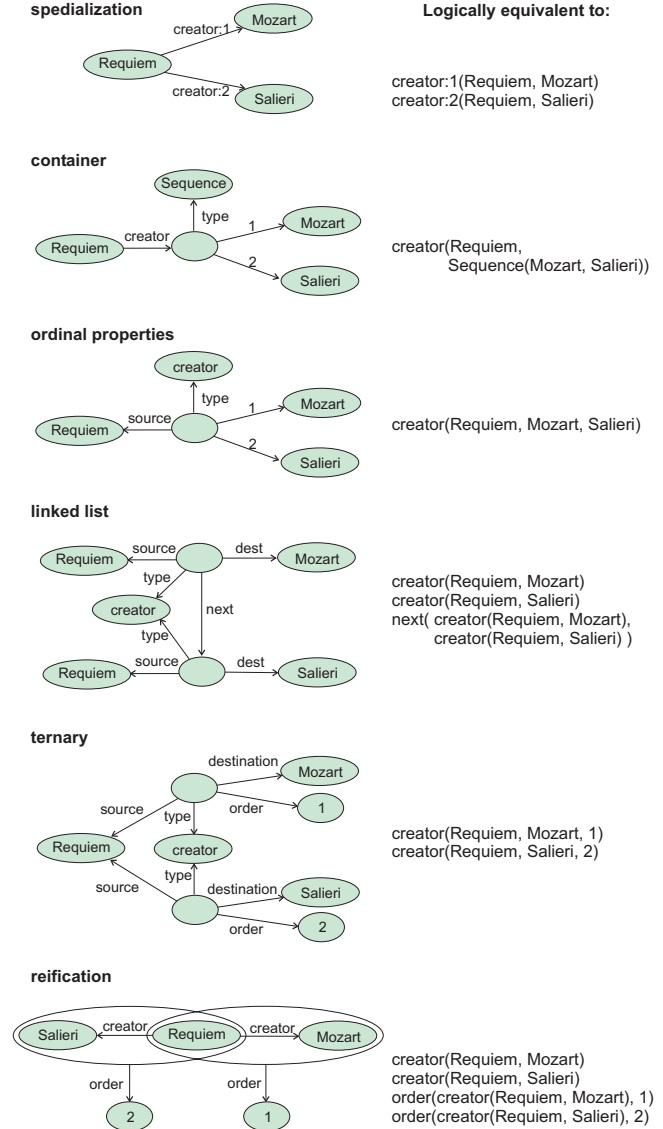 spedialization
Logically equivalent to:
Mozart
creator:1
Requiem
creator:2
Salieri
creator:1(Requiem, Mozart)
creator:2(Requiem, Salieri)
container
Sequence
type
creator
1
Mozart
Requiem
2
Salieri
creator(Requiem,
Sequence(Mozart, Salieri))
ordinal properties
creator
type
source
1
Mozart
Requiem
2
Salieri
creator(Requiem, Mozart, Salieri)
linked list
source
dest
Requiem
Mozart
type
next
creator
type
source
dest
Requiem
Salieri
creator(Requiem, Mozart)
creator(Requiem, Salieri)
next( creator(Requiem, Mozart),
creator(Requiem, Salieri) )
ternary
destination
Mozart
source
type
order
1
Requiem
creator
source
type
destination
Salieri
order
2
creator(Requiem, Mozart, 1)
creator(Requiem, Salieri, 2)
reification
Salieri
creator
Requiem
creator
Mozart
order
order
2
1
creator(Requiem, Mozart)
creator(Requiem, Salieri)
order(creator(Requiem, Mozart), 1)
order(creator(Requiem, Salieri), 2)